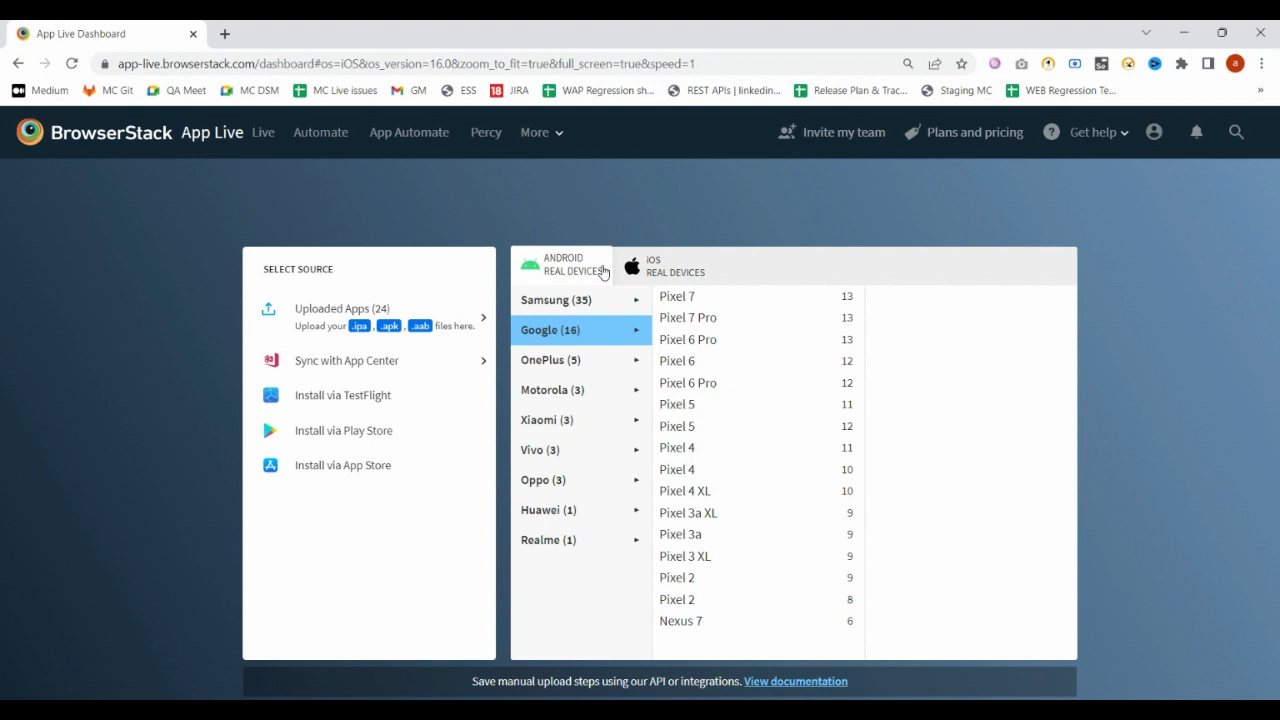 App Live Dashboard
app-live.browserstack.com/dashboard#os=iOS&os_version=16.0&zoom_to_fit=true&full_screen=true&speed=1
Medium MC Git QA Meet MC DSM MC Live issues GM ESS 18 JIRA WAP Regression sh... REST APIs | linkedin... Release Plan & Trac... Staging MC WEB Regression Te... »
BrowserStack App Live Live Automate App Automate Percy More Invite my team Plans and pricing ? Get help
SELECT SOURCE
Uploaded Apps (24)
Upload your .ipa , .apk , .aab files here.
Sync with App Center
Install via TestFlight
Install via Play Store
Install via App Store
ANDROID
REAL DEVICES
iOS
REAL DEVICES
Samsung (35)
Google (16)
OnePlus (5)
Motorola (3)
Xiaomi (3)
Vivo (3)
Oppo (3)
Huawei (1)
Realme (1)
Pixel 7 13
Pixel 7 Pro 13
Pixel 6 Pro 13
Pixel 6 12
Pixel 6 Pro 12
Pixel 5 11
Pixel 5 12
Pixel 4 11
Pixel 4 10
Pixel 4 XL 10
Pixel 3a XL 9
Pixel 3a 9
Pixel 3 XL 9
Pixel 2 9
Pixel 2 8
Nexus 7 6
Save manual upload steps using our API or integrations. View documentation